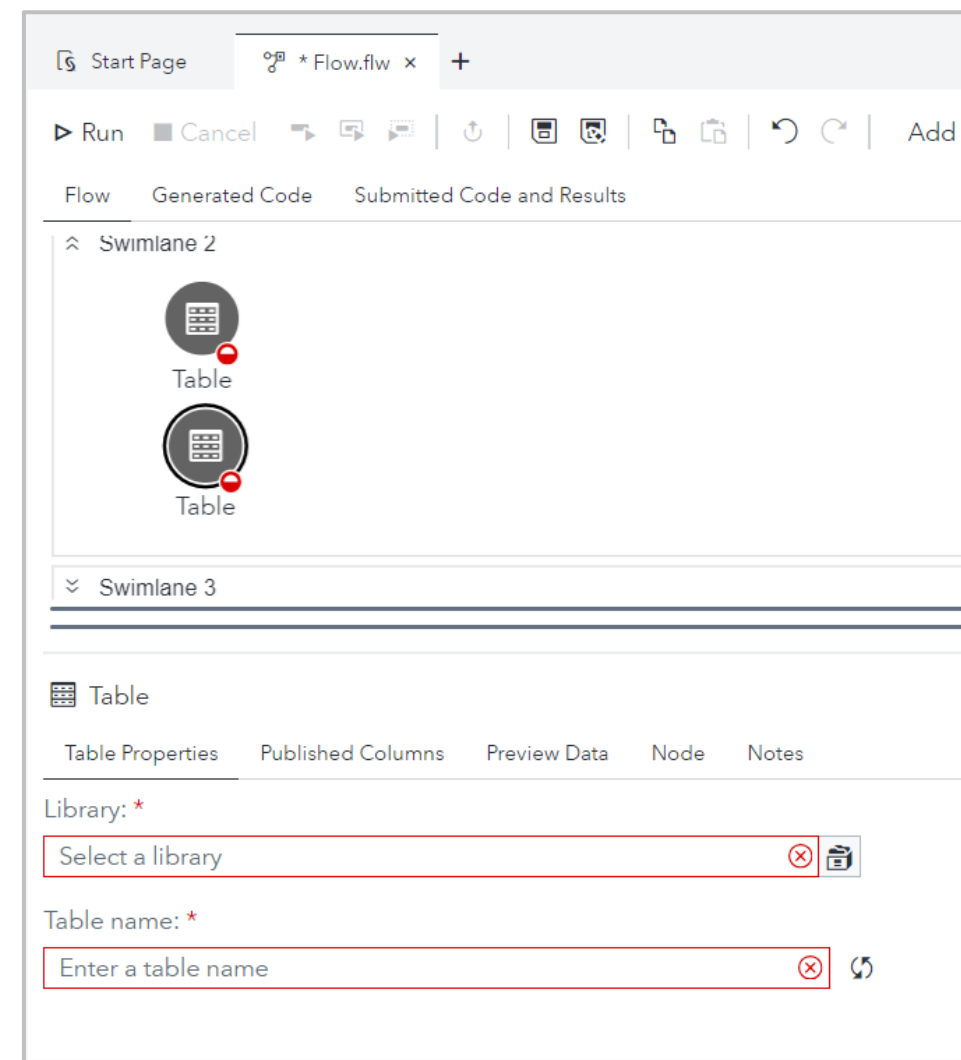 Start Page * Flow.flw × +
Run Cancel Add
Flow Generated Code Submitted Code and Results
Swimlane 2
Table
Table
Swimlane 3
Table
Table Properties Published Columns Preview Data Node Notes
Library: *
Select a library
Table name: *
Enter a table name